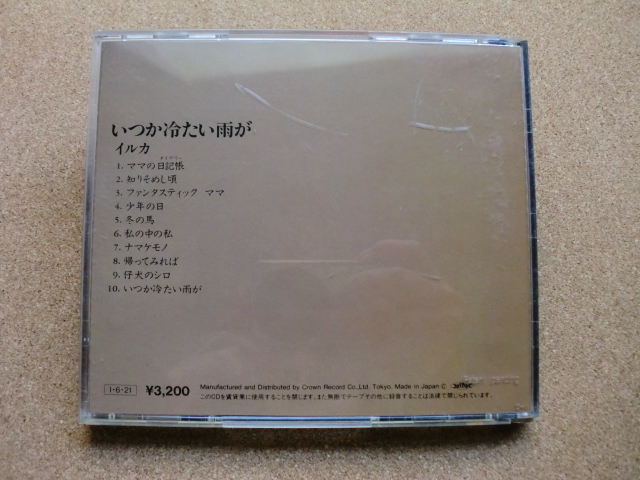 いつか冷たい雨が
イルカ
ダイアリー
1. ママの日記帳
2. 知りそめし頃
3. ファンタスティック ママ
4. 少年の日
5. 冬の馬
6. 私の中の私
7. ナマケモノ
8. 帰ってみれば
9. 仔犬のシロ
10. いつか冷たい雨が
1・6・21 ¥3,200 Manufactured and Distributed by Crown Record Co., Ltd. Tokyo, Made in Japan ©
このCDを賃貸業に使用することを禁じます。また無断でテープその他に録音することは法律で禁じられています。